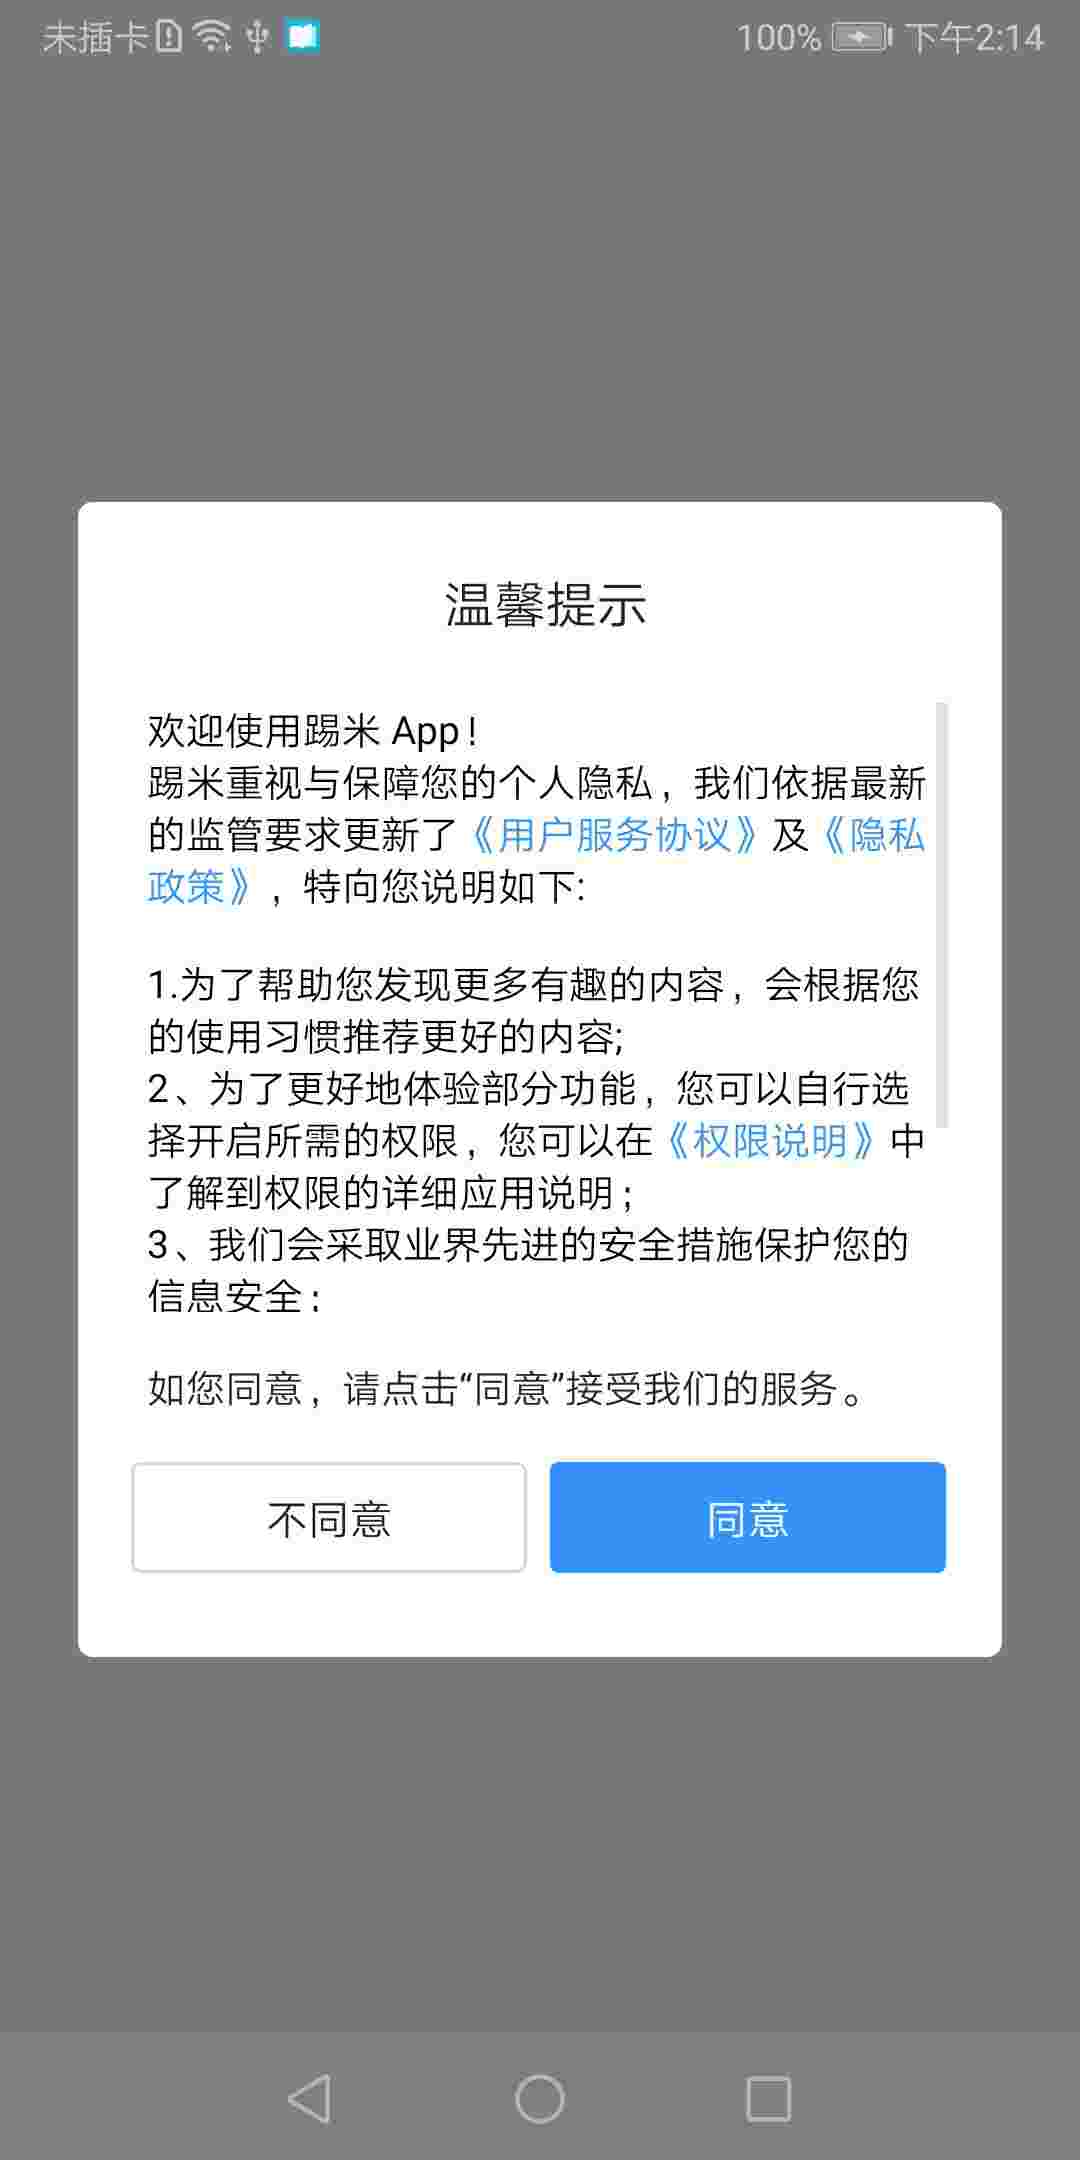 未插卡
100% 下午2:14
温馨提示
欢迎使用踢米 App!
踢米重视与保障您的个人隐私，我们依据最新
的监管要求更新了《用户服务协议》及《隐私
政策》，特向您说明如下:
1.为了帮助您发现更多有趣的内容，会根据您
的使用习惯推荐更好的内容;
2、为了更好地体验部分功能，您可以自行选
择开启所需的权限，您可以在《权限说明》中
了解到权限的详细应用说明；
3、我们会采取业界先进的安全措施保护您的
信息安全：
如您同意，请点击“同意”接受我们的服务。
不同意
同意